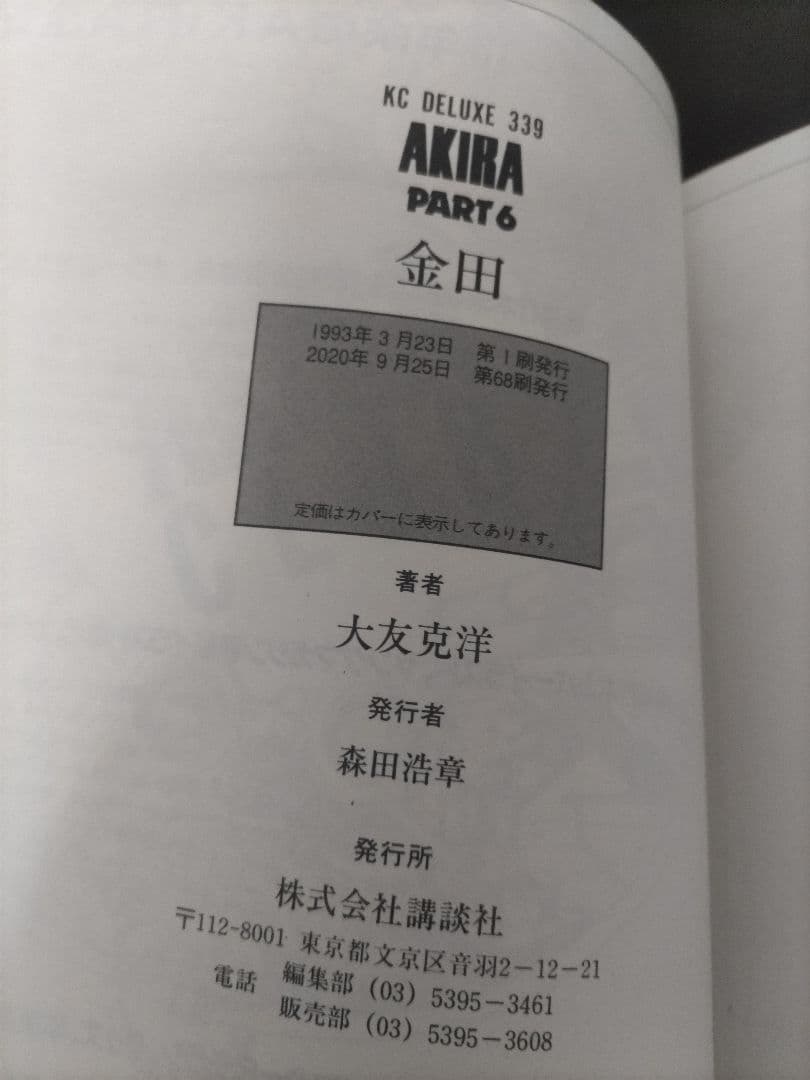 KC DELUXE 339
AKIRA
PART6
金田
1993年3月23日 第1刷発行
2020年9月25日 第68刷発行
定価はカバーに表示してあります。
著者
大友克洋
発行者
森田浩章
発行所
株式会社講談社
〒112-8001 東京都文京区音羽2-12-21
電話 編集部 (03) 5395-3461
販売部 (03) 5395-3608